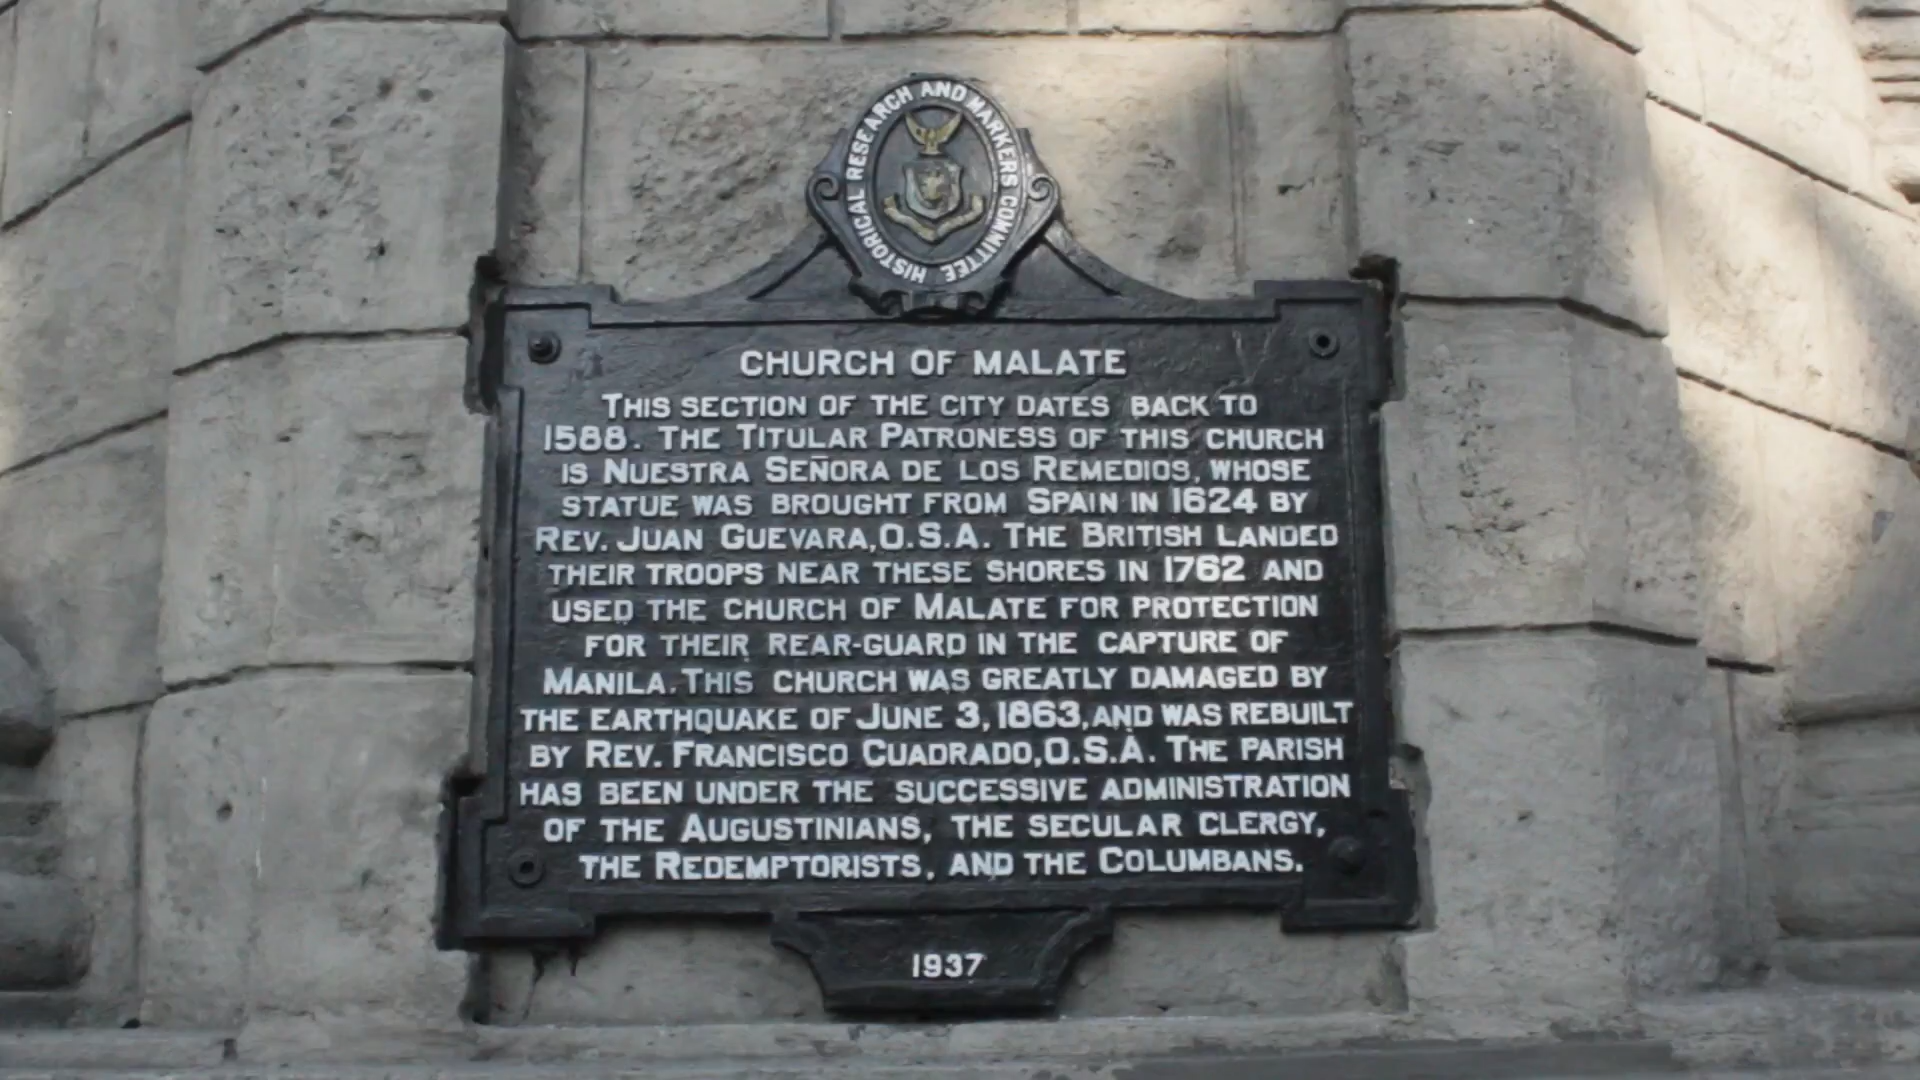 HISTORICAL RESEARCH AND MARKERS COMMITTEE
CHURCH OF MALATE
THIS SECTION OF THE CITY DATES BACK TO
1588. THE TITULAR PATRONESS OF THIS CHURCH
IS NUESTRA SEÑORA DE LOS REMEDIOS, WHOSE
STATUE WAS BROUGHT FROM SPAIN IN 1624 BY
REV. JUAN GUEVARA, O.S.A. THE BRITISH LANDED
THEIR TROOPS NEAR THESE SHORES IN 1762 AND
USED THE CHURCH OF MALATE FOR PROTECTION
FOR THEIR REAR-GUARD IN THE CAPTURE OF
MANILA. THIS CHURCH WAS GREATLY DAMAGED BY
THE EARTHQUAKE OF JUNE 3, 1863, AND WAS REBUILT
BY REV. FRANCISCO CUADRADO, O.S.A. THE PARISH
HAS BEEN UNDER THE SUCCESSIVE ADMINISTRATION
OF THE AUGUSTINIANS, THE SECULAR CLERGY,
THE REDEMPTORISTS, AND THE COLUMBANS.
1937